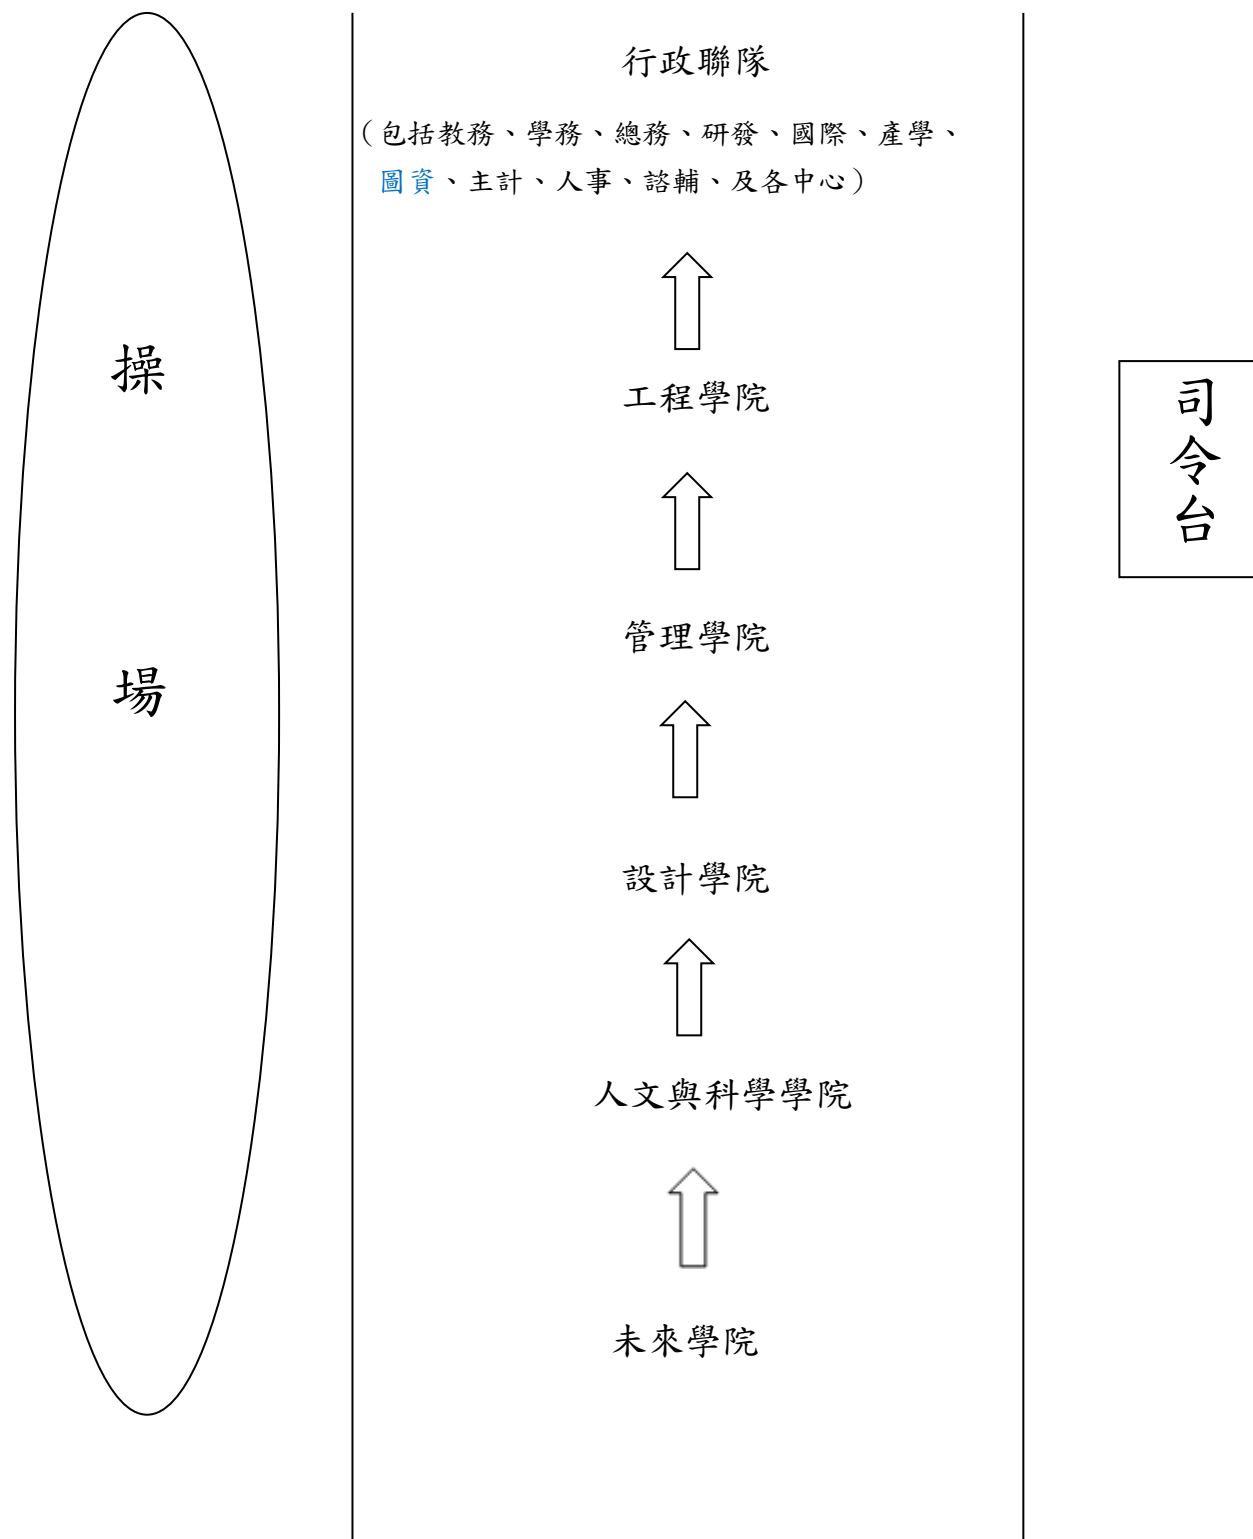 行政聯隊
（包括教務、學務、總務、研發、國際、產學、
圖資、主計、人事、諮輔、及各中心）
工程學院
管理學院
設計學院
人文與科學學院
未來學院
操
場
司
令
台